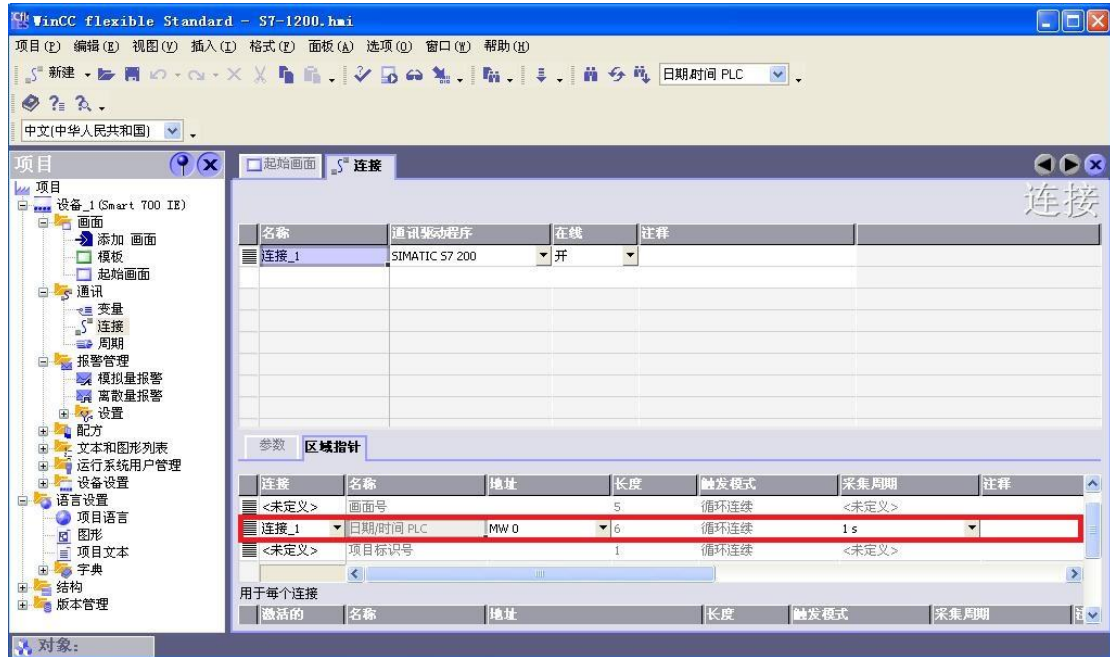 WinCC flexible Standard - S7-1200.hmi
项目(P) 编辑(E) 视图(V) 插入(I) 格式(F) 面板(A) 选项(O) 窗口(W) 帮助(H)
新建 日期时间 PLC
中文(中华人民共和国)
项目
起始画面 连接
连接
项目
设备_1(Smart 700 IE)
画面
添加 画面
模板
起始画面
通讯
变量
连接
周期
报警管理
模拟量报警
离散量报警
设置
配方
文本和图形列表
运行系统用户管理
设备设置
语言设置
项目语言
图形
项目文本
字典
结构
版本管理
名称 通讯驱动程序 在线 注释
连接_1 SIMATIC S7 200 开
参数 区域指针
连接 名称 地址 长度 触发模式 采集周期 注释
<未定义> 画面号 5 循环连续 <未定义>
连接_1 日期/时间 PLC MW 0 6 循环连续 1 s
<未定义> 项目标识号 1 循环连续 <未定义>
用于每个连接
激活的 名称 地址 长度 触发模式 采集周期
对象: